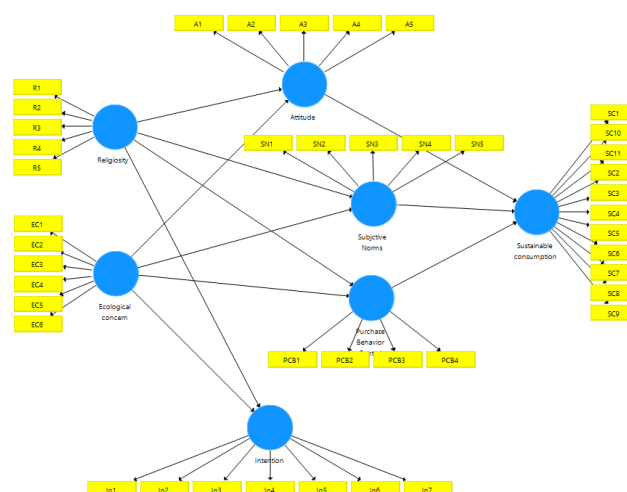 A1
A2
A3
A4
A5
Attitude
R1
R2
R3
R4
R5
Religiosity
SN1
SN2
SN3
SN4
SN5
Subjctive
Norms
SC1
SC10
SC11
SC2
SC3
SC4
SC5
SC6
SC7
SC8
SC9
Sustainable
consumption
EC1
EC2
EC3
EC4
EC5
EC6
Ecological
concern
Purchase
Behavior
PCB1
PCB2
PCB3
PCB4
Intention
In1
In2
In3
In4
In5
In6
In7